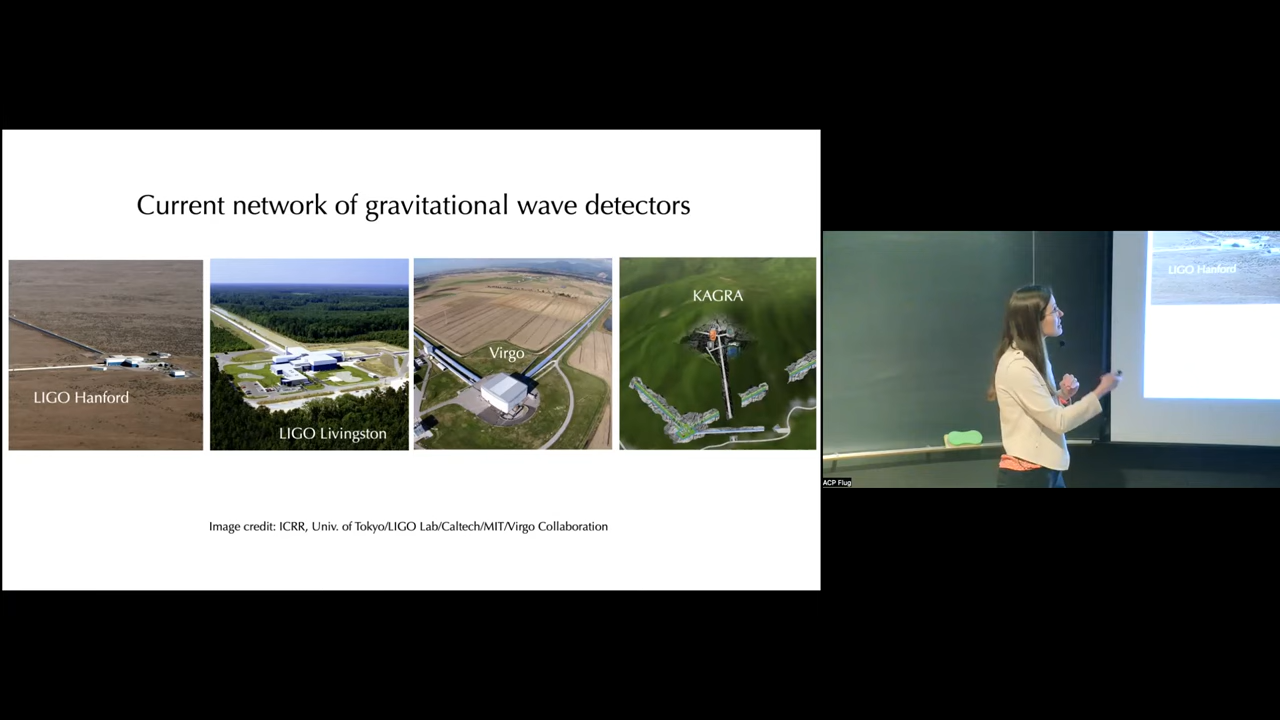 Current network of gravitational wave detectors
LIGO Hanford
LIGO Livingston
Virgo
KAGRA
Image credit: ICRR, Univ. of Tokyo/LIGO Lab/Caltech/MIT/Virgo Collaboration
LIGO Hanford
ACP Flug